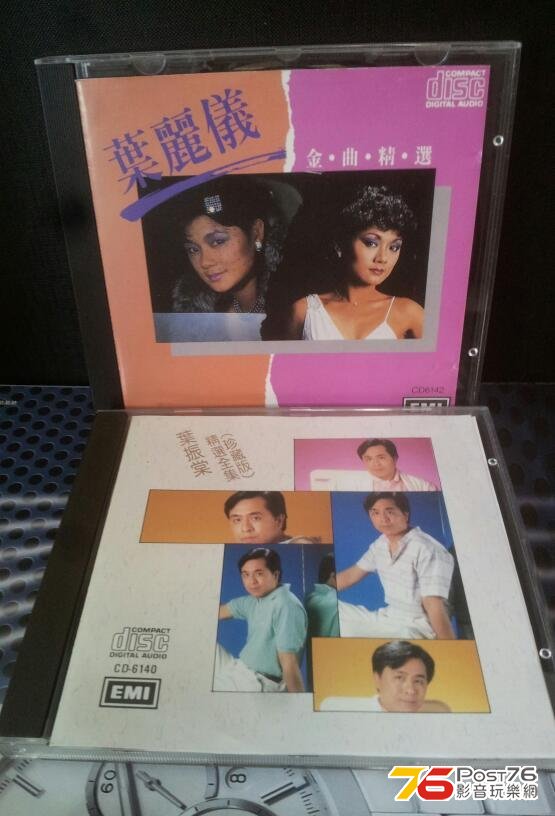 COMPACT
disc
DIGITAL AUDIO
葉麗儀
金·曲·精·選
CD6142
EMI
葉振棠
精選全集
(珍藏版)
COMPACT
disc
DIGITAL AUDIO
CD-6140
EMI
76 Post76
影音玩樂網